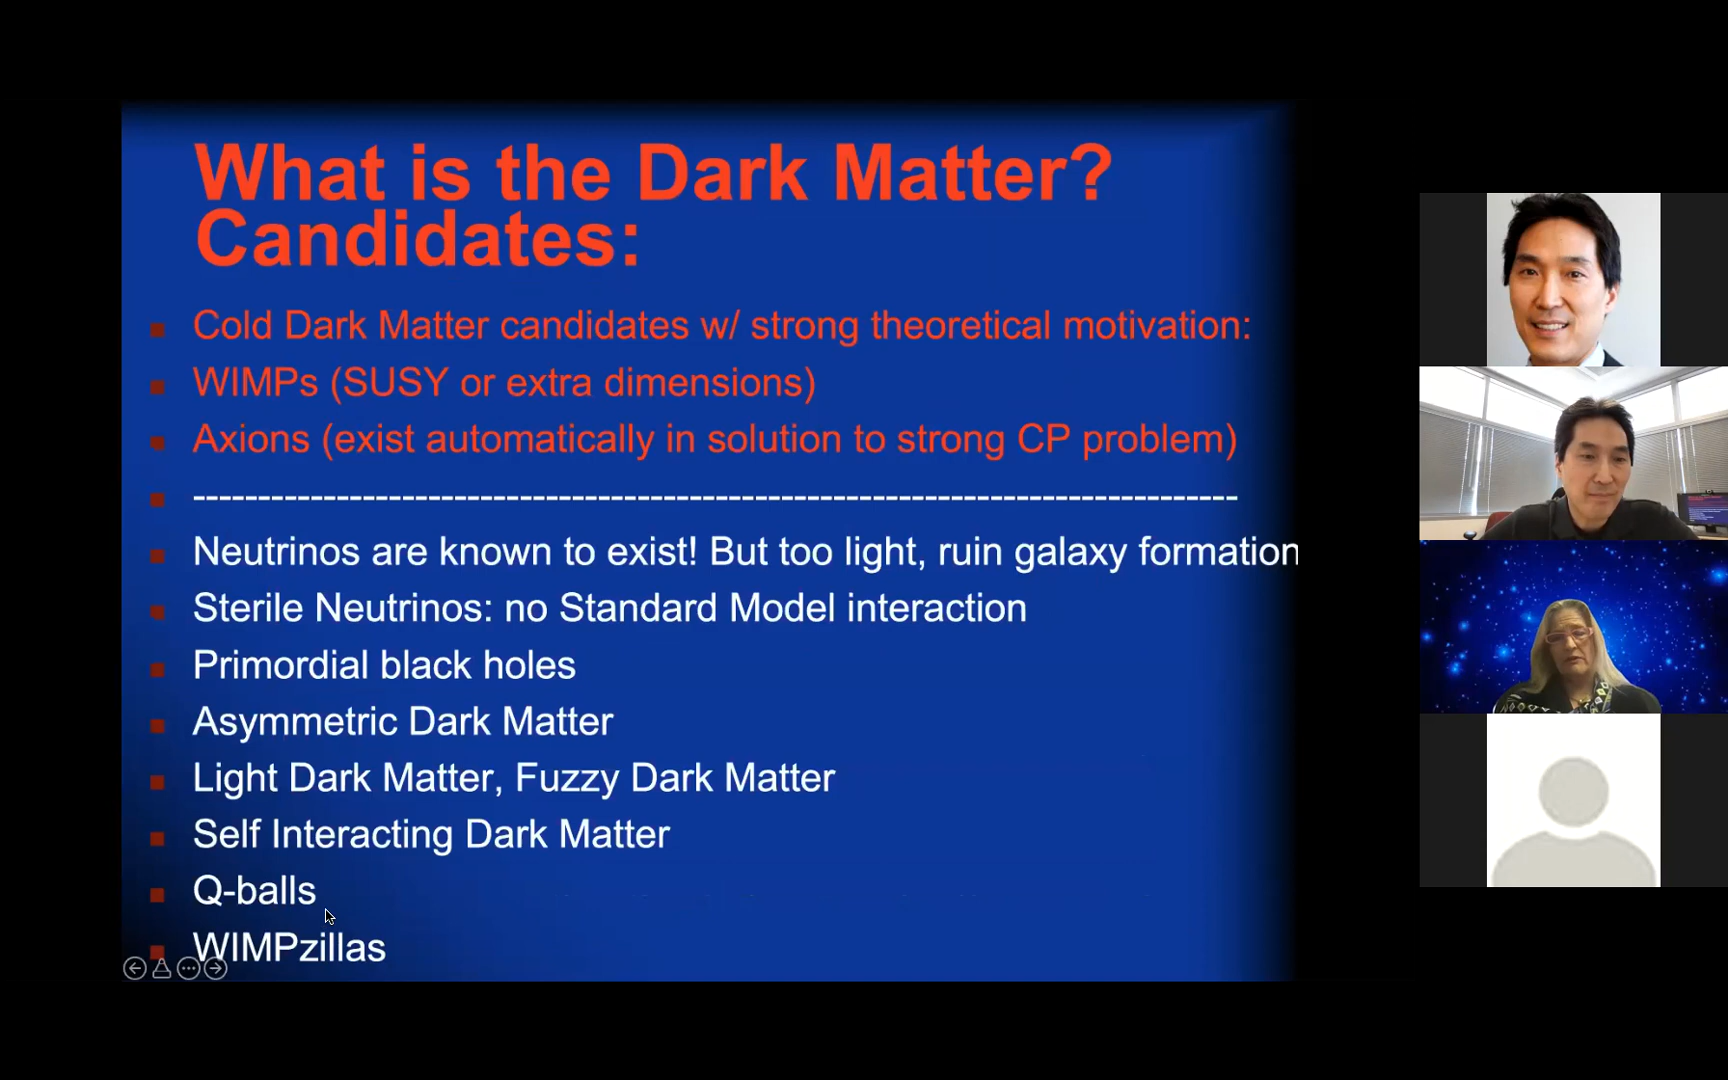 What is the Dark Matter?
Candidates:
Cold Dark Matter candidates w/ strong theoretical motivation:
WIMPs (SUSY or extra dimensions)
Axions (exist automatically in solution to strong CP problem)
--------------------------------------------------------------------------------
Neutrinos are known to exist! But too light, ruin galaxy formation
Sterile Neutrinos: no Standard Model interaction
Primordial black holes
Asymmetric Dark Matter
Light Dark Matter, Fuzzy Dark Matter
Self Interacting Dark Matter
Q-balls
WIMPzillas